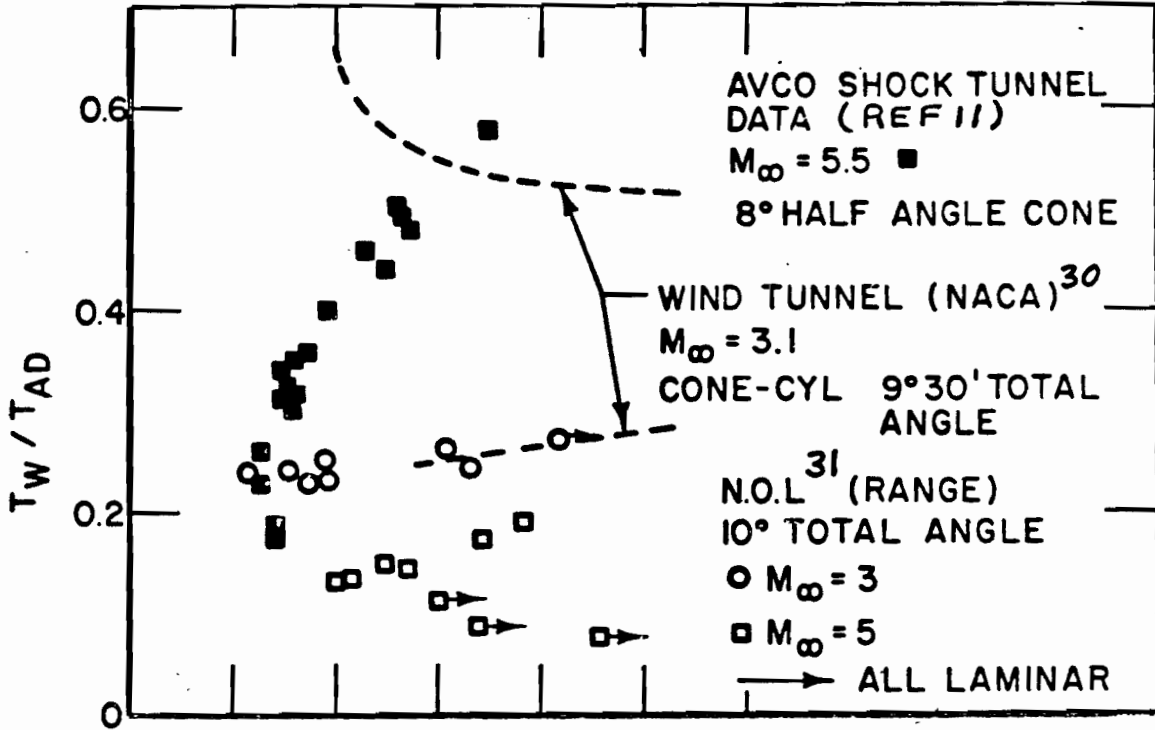 0.6
0.4
0.2
0
T_W / T_AD
AVCO SHOCK TUNNEL
DATA (REF 11)
M∞ = 5.5 ■
8° HALF ANGLE CONE
WIND TUNNEL (NACA)³⁰
M∞ = 3.1
CONE-CYL 9°30' TOTAL
ANGLE
N.O.L³¹ (RANGE)
10° TOTAL ANGLE
○ M∞ = 3
□ M∞ = 5
→ ALL LAMINAR